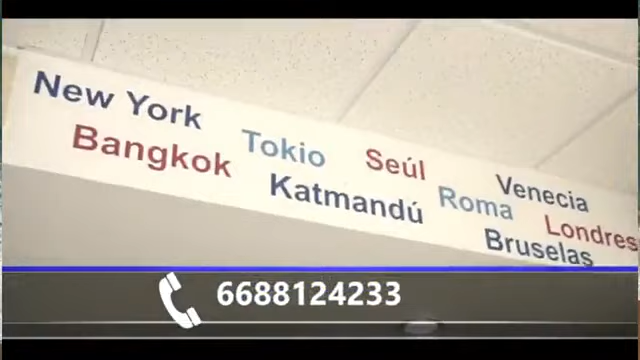 New York Tokio Seúl Venecia
Bangkok Katmandú Roma Londres
Bruselas
6688124233